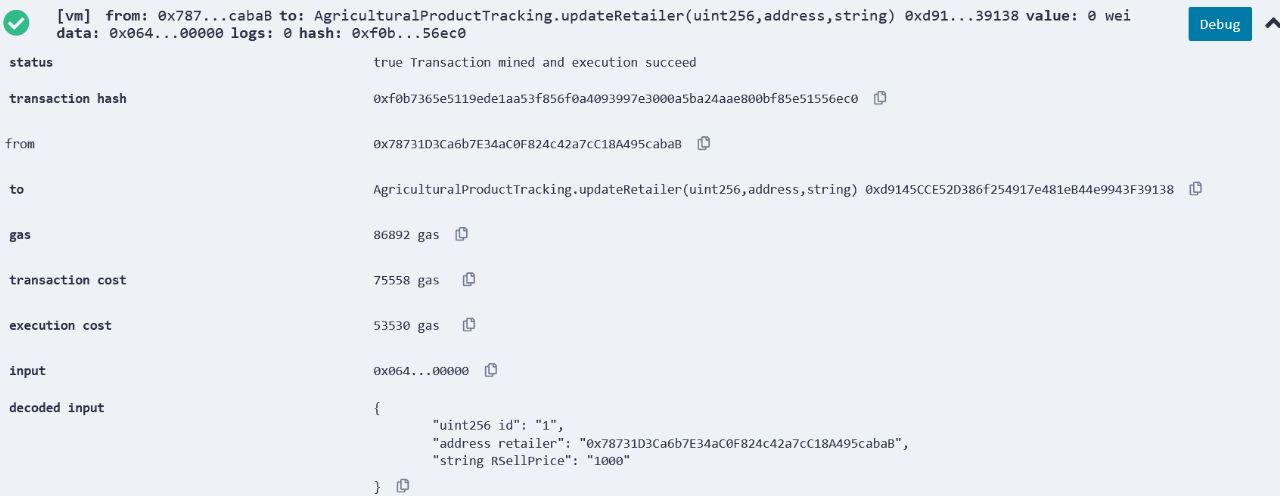 [vm] from: 0x787...cabaB to: AgriculturalProductTracking.updateRetailer(uint256,address,string) 0xd91...39138 value: 0 wei
data: 0x064...00000 logs: 0 hash: 0xf0b...56ec0
Debug
status true Transaction mined and execution succeed
transaction hash 0xf0b7365e5119ede1aa53f856f0a4093997e3000a5ba24aae800bf85e51556ec0
from 0x78731D3Ca6b7E34aC0F824c42a7cC18A495cabaB
to AgriculturalProductTracking.updateRetailer(uint256,address,string) 0xd9145CCE52D386f254917e481eB44e9943F39138
gas 86892 gas
transaction cost 75558 gas
execution cost 53530 gas
input 0x064...00000
decoded input {
"uint256 id": "1",
"address retailer": "0x78731D3Ca6b7E34aC0F824c42a7cC18A495cabaB",
"string RSellPrice": "1000"
}